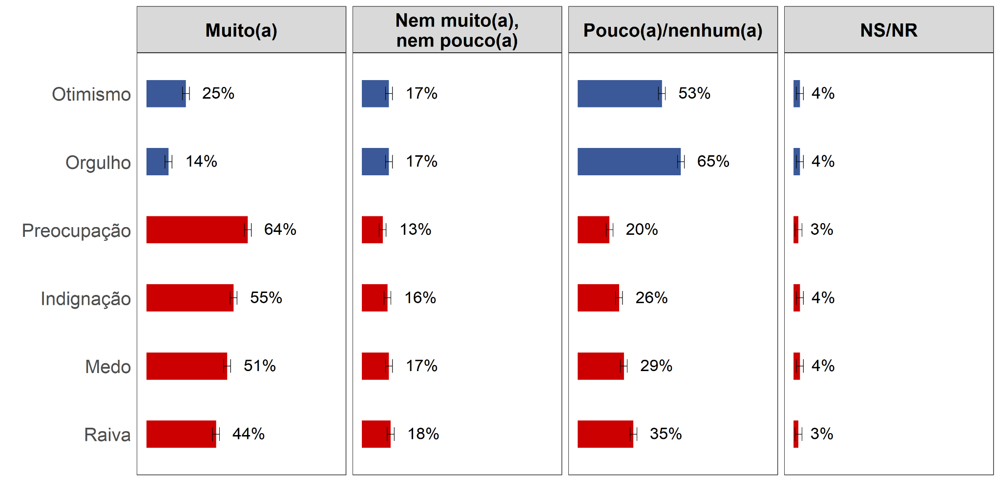 Muito(a)
Nem muito(a),
nem pouco(a)
Pouco(a)/nenhum(a)
NS/NR
Otimismo 25% 17% 53% 4%
Orgulho 14% 17% 65% 4%
Preocupação 64% 13% 20% 3%
Indignação 55% 16% 26% 4%
Medo 51% 17% 29% 4%
Raiva 44% 18% 35% 3%